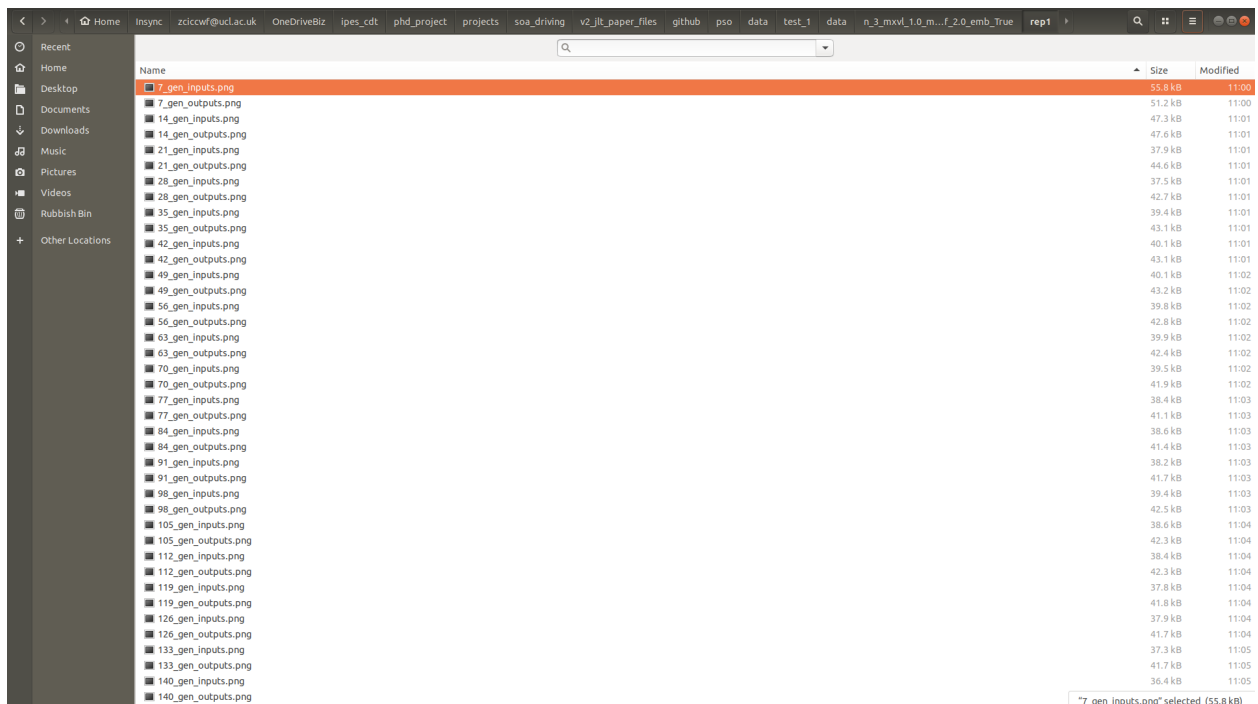 Home Insync zciccwf@ucl.ac.uk OneDriveBiz ipes_cdt phd_project projects soa_driving v2_jlt_paper_files github pso data test_1 data n_3_mxvl_1.0_m...f_2.0_emb_True rep1
Recent
Home
Desktop
Documents
Downloads
Music
Pictures
Videos
Rubbish Bin
+ Other Locations
Name Size Modified
7_gen_inputs.png 55.8 kB 11:00
7_gen_outputs.png 51.2 kB 11:00
14_gen_inputs.png 47.3 kB 11:01
14_gen_outputs.png 47.6 kB 11:01
21_gen_inputs.png 37.9 kB 11:01
21_gen_outputs.png 44.6 kB 11:01
28_gen_inputs.png 37.5 kB 11:01
28_gen_outputs.png 42.7 kB 11:01
35_gen_inputs.png 39.4 kB 11:01
35_gen_outputs.png 43.1 kB 11:01
42_gen_inputs.png 40.1 kB 11:01
42_gen_outputs.png 43.1 kB 11:01
49_gen_inputs.png 40.1 kB 11:02
49_gen_outputs.png 43.2 kB 11:02
56_gen_inputs.png 39.8 kB 11:02
56_gen_outputs.png 42.8 kB 11:02
63_gen_inputs.png 39.9 kB 11:02
63_gen_outputs.png 42.4 kB 11:02
70_gen_inputs.png 39.5 kB 11:02
70_gen_outputs.png 41.9 kB 11:02
77_gen_inputs.png 38.4 kB 11:03
77_gen_outputs.png 41.1 kB 11:03
84_gen_inputs.png 38.6 kB 11:03
84_gen_outputs.png 41.4 kB 11:03
91_gen_inputs.png 38.2 kB 11:03
91_gen_outputs.png 41.7 kB 11:03
98_gen_inputs.png 39.4 kB 11:03
98_gen_outputs.png 42.5 kB 11:03
105_gen_inputs.png 38.6 kB 11:04
105_gen_outputs.png 42.3 kB 11:04
112_gen_inputs.png 38.4 kB 11:04
112_gen_outputs.png 42.3 kB 11:04
119_gen_inputs.png 37.8 kB 11:04
119_gen_outputs.png 41.8 kB 11:04
126_gen_inputs.png 37.9 kB 11:04
126_gen_outputs.png 41.7 kB 11:04
133_gen_inputs.png 37.3 kB 11:05
133_gen_outputs.png 41.7 kB 11:05
140_gen_inputs.png 36.4 kB 11:05
140_gen_outputs.png
"7_gen_inputs.png" selected (55.8 kB)